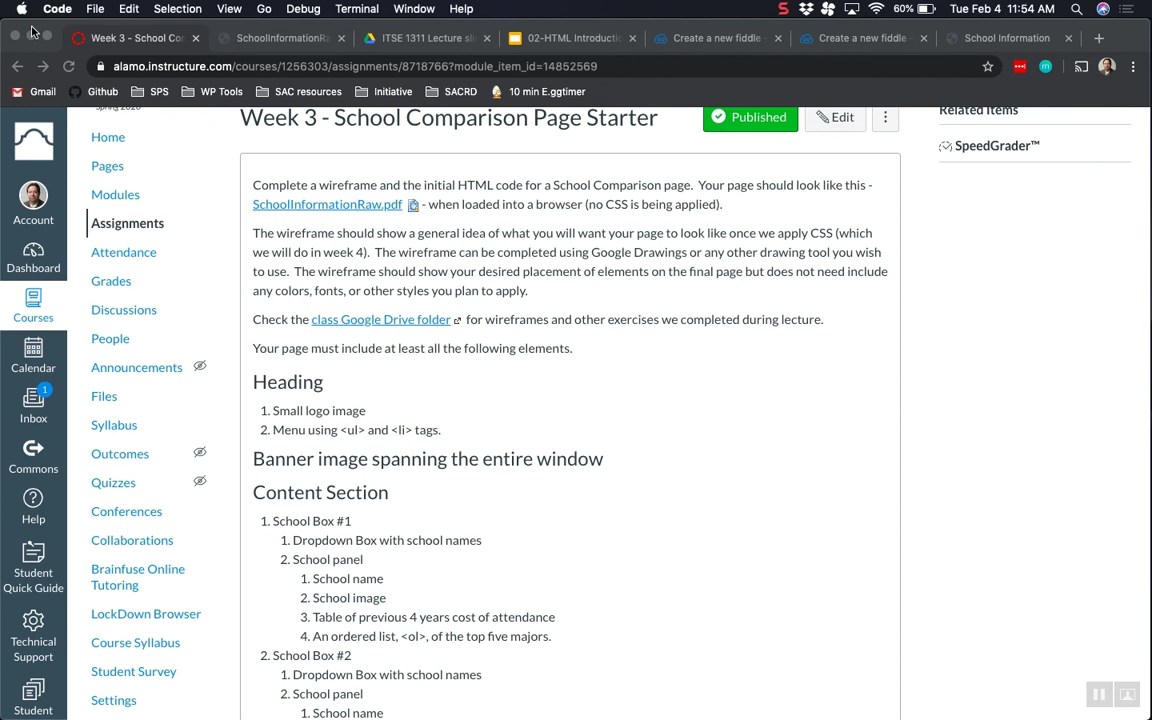 Code File Edit Selection View Go Debug Terminal Window Help 60% Tue Feb 4 11:54 AM
Week 3 - School Con SchoolInformationRa ITSE 1311 Lecture sli 02-HTML Introductic Create a new fiddle - Create a new fiddle - School Information
alamo.instructure.com/courses/1256303/assignments/8718766?module_item_id=14852569
Gmail Github SPS WP Tools SAC resources Initiative SACRD 10 min E.ggtimer
Spring 2020
Home
Pages
Modules
Assignments
Attendance
Grades
Discussions
People
Announcements
Files
Syllabus
Outcomes
Quizzes
Conferences
Collaborations
Brainfuse Online
Tutoring
LockDown Browser
Course Syllabus
Student Survey
Settings
Account
Dashboard
Courses
Calendar
1
Inbox
Commons
Help
Student
Quick Guide
Technical
Support
Student
Week 3 - School Comparison Page Starter
Published
Edit
Related Items
SpeedGrader™
Complete a wireframe and the initial HTML code for a School Comparison page. Your page should look like this -
SchoolInformationRaw.pdf - when loaded into a browser (no CSS is being applied).
The wireframe should show a general idea of what you will want your page to look like once we apply CSS (which
we will do in week 4). The wireframe can be completed using Google Drawings or any other drawing tool you wish
to use. The wireframe should show your desired placement of elements on the final page but does not need include
any colors, fonts, or other styles you plan to apply.
Check the class Google Drive folder for wireframes and other exercises we completed during lecture.
Your page must include at least all the following elements.
Heading
1. Small logo image
2. Menu using <ul> and <li> tags.
Banner image spanning the entire window
Content Section
1. School Box #1
1. Dropdown Box with school names
2. School panel
1. School name
2. School image
3. Table of previous 4 years cost of attendance
4. An ordered list, <ol>, of the top five majors.
2. School Box #2
1. Dropdown Box with school names
2. School panel
1. School name